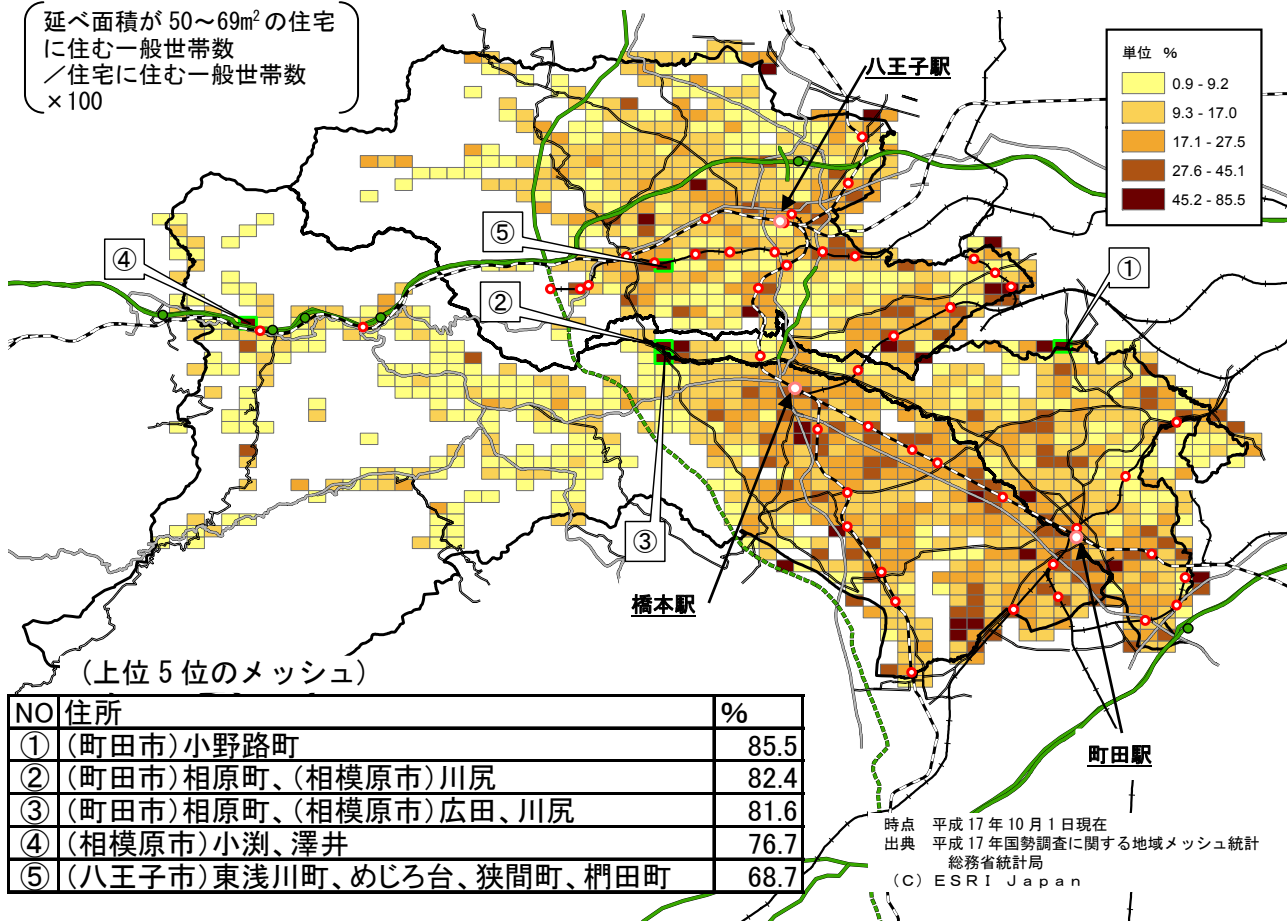 延べ面積が 50～69m²の住宅
に住む一般世帯数
／住宅に住む一般世帯数
×100
八王子駅
単位 %
0.9 - 9.2
9.3 - 17.0
17.1 - 27.5
27.6 - 45.1
45.2 - 85.5
⑤
④
①
②
③
橋本駅
町田駅
(上位 5 位のメッシュ)
NO 住所 %
① (町田市)小野路町 85.5
② (町田市)相原町、(相模原市)川尻 82.4
③ (町田市)相原町、(相模原市)広田、川尻 81.6
④ (相模原市)小渕、澤井 76.7
⑤ (八王子市)東浅川町、めじろ台、狭間町、椚田町 68.7
時点 平成 17 年 10 月 1 日現在
出典 平成 17 年国勢調査に関する地域メッシュ統計
総務省統計局
(C) ESRI Japan